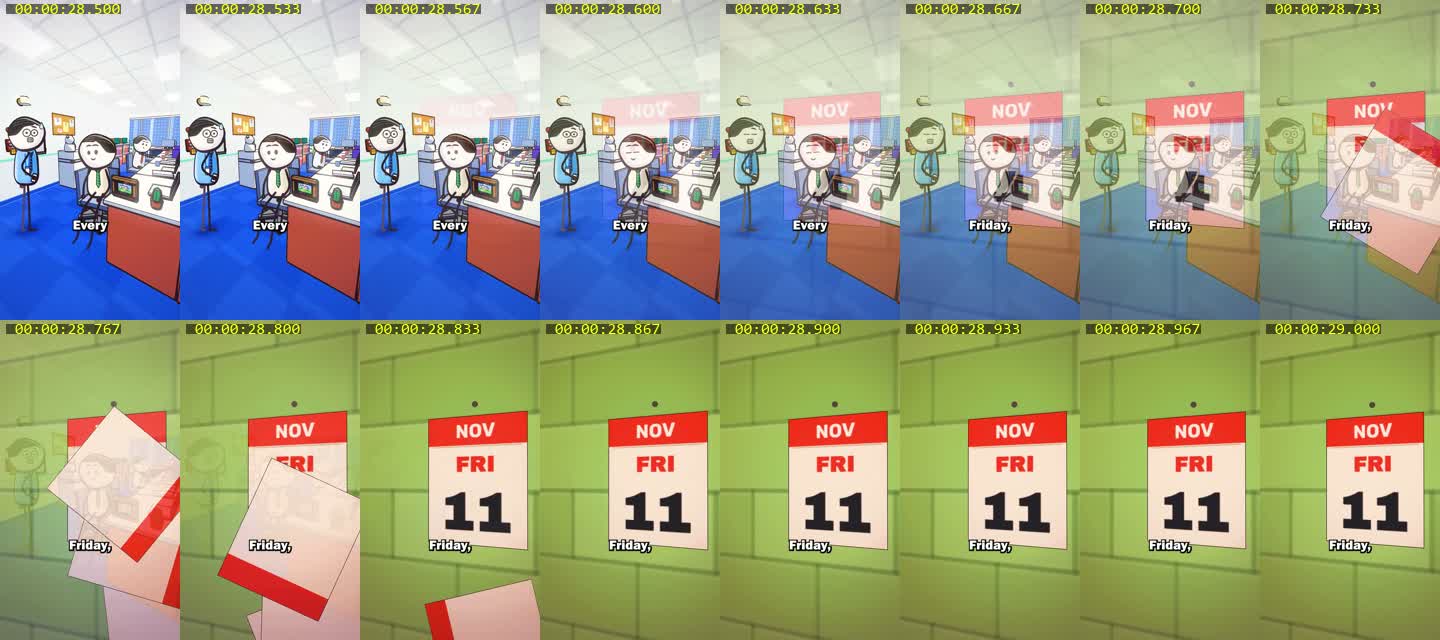 00:00:28.500
00:00:28.533
00:00:28.567
00:00:28.600
00:00:28.633
00:00:28.667
00:00:28.700
00:00:28.733
NOV
NOV
NOV
NOV
NOV
NOV
FRI
FRI
FRI
4
4
4
Every
Every
Every
Every
Every
Friday,
Friday,
Friday,
00:00:28.767
00:00:28.800
00:00:28.833
00:00:28.867
00:00:28.900
00:00:28.933
00:00:28.967
00:00:29.000
NOV
NOV
NOV
NOV
NOV
NOV
NOV
FRI
FRI
FRI
FRI
FRI
FRI
FRI
11
11
11
11
11
11
Friday,
Friday,
Friday,
Friday,
Friday,
Friday,
Friday,
Friday,